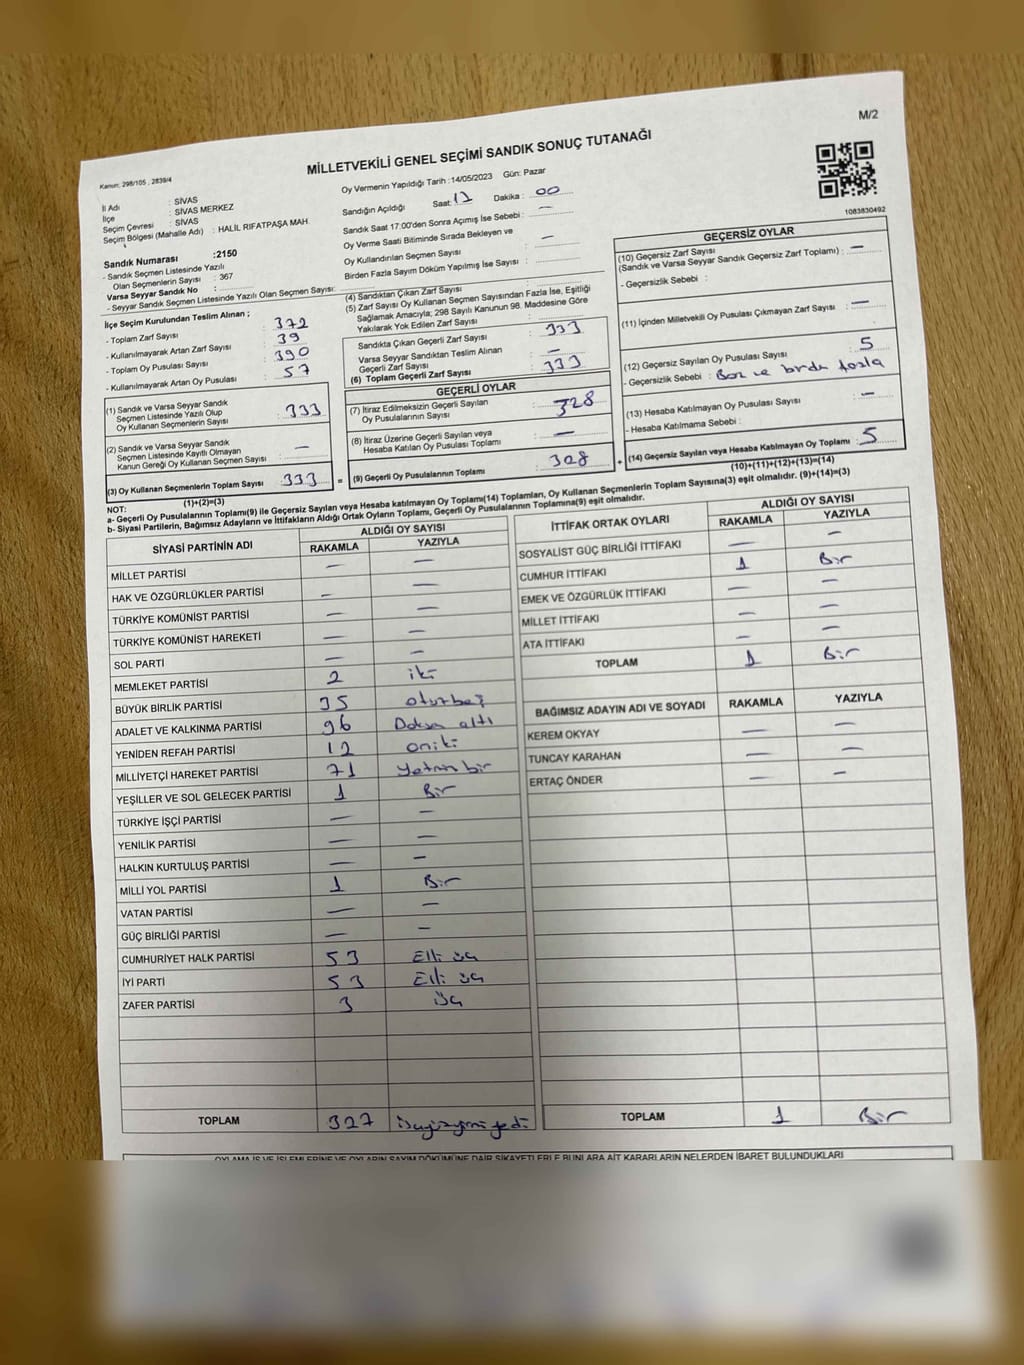 M/2
MİLLETVEKİLİ GENEL SEÇİMİ SANDIK SONUÇ TUTANAĞI
Kanun: 298/105 , 2839/4
Oy Vermenin Yapıldığı Tarih :14/05/2023 Gün: Pazar
İl Adı : SİVAS
İlçe : SİVAS MERKEZ
Seçim Çevresi : SİVAS
Seçim Bölgesi (Mahalle Adı) : HALİL RIFATPAŞA MAH.
Sandık Numarası :2150
- Sandık Seçmen Listesinde Yazılı
Olan Seçmenlerin Sayısı : 367
Varsa Seyyar Sandık No :
- Seyyar Sandık Seçmen Listesinde Yazılı Olan Seçmen Sayısı:
İlçe Seçim Kurulundan Teslim Alınan ;
- Toplam Zarf Sayısı : 372
- Kullanılmayarak Artan Zarf Sayısı : 39
- Toplam Oy Pusulası Sayısı : 390
- Kullanılmayarak Artan Oy Pusulası : 57
(1) Sandık ve Varsa Seyyar Sandık
Seçmen Listesinde Yazılı Olup
Oy Kullanan Seçmenlerin Sayısı : 333
(2) Sandık ve Varsa Seyyar Sandık
Seçmen Listesinde Kayıtlı Olmayan
Kanun Gereği Oy Kullanan Seçmen Sayısı : —
(3) Oy Kullanan Seçmenlerin Toplam Sayısı : 333
(1)+(2)=(3)
Sandığın Açıldığı Saat: Dakika : 00
Sandık Saat 17:00'den Sonra Açımış İse Sebebi : —
Oy Verme Saati Bitiminde Sırada Bekleyen ve
Oy Kullandırılan Seçmen Sayısı : —
Birden Fazla Sayım Döküm Yapılmış İse Sayısı :
(4) Sandıktan Çıkan Zarf Sayısı :
(5) Zarf Sayısı Oy Kullanan Seçmen Sayısından Fazla İse, Eşitliği
Sağlamak Amacıyla; 298 Sayılı Kanunun 98. Maddesine Göre
Yakılarak Yok Edilen Zarf Sayısı :
Sandıkta Çıkan Geçerli Zarf Sayısı : 333
Varsa Seyyar Sandıktan Teslim Alınan
Geçerli Zarf Sayısı : —
(6) Toplam Geçerli Zarf Sayısı : 333
GEÇERLİ OYLAR
(7) İtiraz Edilmeksizin Geçerli Sayılan
Oy Pusulalarının Sayısı : 328
(8) İtiraz Üzerine Geçerli Sayılan veya
Hesaba Katılan Oy Pusulası Toplamı : —
= (9) Geçerli Oy Pusulalarının Toplamı : 328
1083830492
GEÇERSİZ OYLAR
(10) Geçersiz Zarf Sayısı
(Sandık ve Varsa Seyyar Sandık Geçersiz Zarf Toplamı) : —
- Geçersizlik Sebebi :
(11) İçinden Milletvekili Oy Pusulası Çıkmayan Zarf Sayısı : —
(12) Geçersiz Sayılan Oy Pusulası Sayısı : 5
- Geçersizlik Sebebi :
(13) Hesaba Katılmayan Oy Pusulası Sayısı : —
- Hesaba Katılmama Sebebi :
+ (14) Geçersiz Sayılan veya Hesaba Katılmayan Oy Toplamı : 5
(10)+(11)+(12)+(13)=(14)
NOT:
a- Geçerli Oy Pusulalarının Toplamı(9) ile Geçersiz Sayılan veya Hesaba katılmayan Oy Toplamı(14) Toplamları, Oy Kullanan Seçmenlerin Toplam Sayısına(3) eşit olmalıdır. (9)+(14)=(3)
b- Siyasi Partilerin, Bağımsız Adayların ve İttifakların Aldığı Ortak Oyların Toplamı, Geçerli Oy Pusulalarının Toplamına(9) eşit olmalıdır.
SİYASİ PARTİNİN ADI ALDIĞI OY SAYISI
RAKAMLA YAZIYLA
MİLLET PARTİSİ — —
HAK VE ÖZGÜRLÜKLER PARTİSİ — —
TÜRKİYE KOMÜNİST PARTİSİ — —
TÜRKİYE KOMÜNİST HAREKETİ — —
SOL PARTİ — —
MEMLEKET PARTİSİ 2 iki
BÜYÜK BİRLİK PARTİSİ 35 otuzbeş
ADALET VE KALKINMA PARTİSİ 96 Doksan altı
YENİDEN REFAH PARTİSİ 12 oniki
MİLLİYETÇİ HAREKET PARTİSİ 71 yetmiş bir
YEŞİLLER VE SOL GELECEK PARTİSİ 1 Bir
TÜRKİYE İŞÇİ PARTİSİ — —
YENİLİK PARTİSİ — —
HALKIN KURTULUŞ PARTİSİ — —
MİLLİ YOL PARTİSİ 1 Bir
VATAN PARTİSİ — —
GÜÇ BİRLİĞİ PARTİSİ — —
CUMHURİYET HALK PARTİSİ 53 Elli üç
İYİ PARTİ 53 Elli üç
ZAFER PARTİSİ 3 üç
TOPLAM 327
İTTİFAK ORTAK OYLARI ALDIĞI OY SAYISI
RAKAMLA YAZIYLA
SOSYALİST GÜÇ BİRLİĞİ İTTİFAKI — —
CUMHUR İTTİFAKI 1 Bir
EMEK VE ÖZGÜRLÜK İTTİFAKI — —
MİLLET İTTİFAKI — —
ATA İTTİFAKI — —
TOPLAM 1 Bir
BAĞIMSIZ ADAYIN ADI VE SOYADI RAKAMLA YAZIYLA
KEREM OKYAY — —
TUNCAY KARAHAN — —
ERTAÇ ÖNDER — —
TOPLAM 1 Bir
OYLAMA İŞ VE İŞLEMLERİNE VE OYLARIN SAYIM DÖKÜMÜNE DAİR ŞİKAYETLERLE BUNLARA AİT KARARLARIN NELERDEN İBARET BULUNDUKLARI